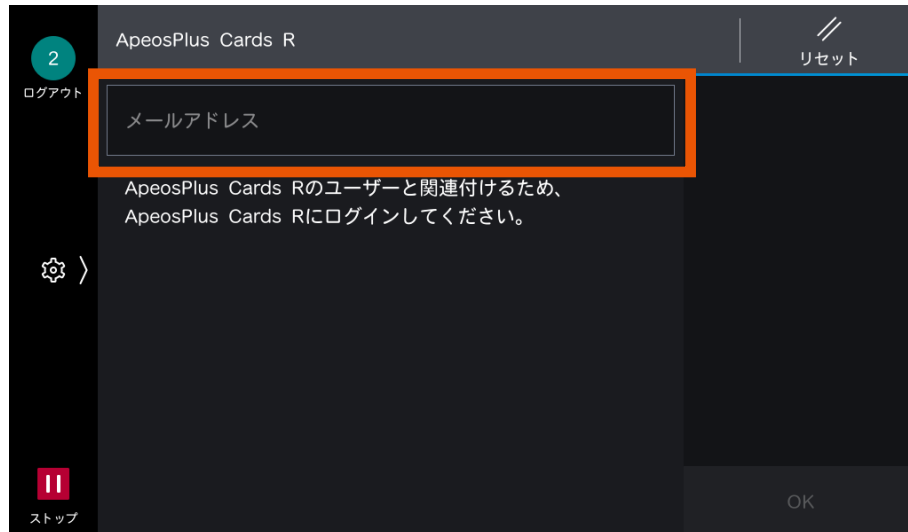 2
ログアウト
ApeosPlus Cards R
リセット
メールアドレス
ApeosPlus Cards Rのユーザーと関連付けるため、
ApeosPlus Cards Rにログインしてください。
ストップ
OK